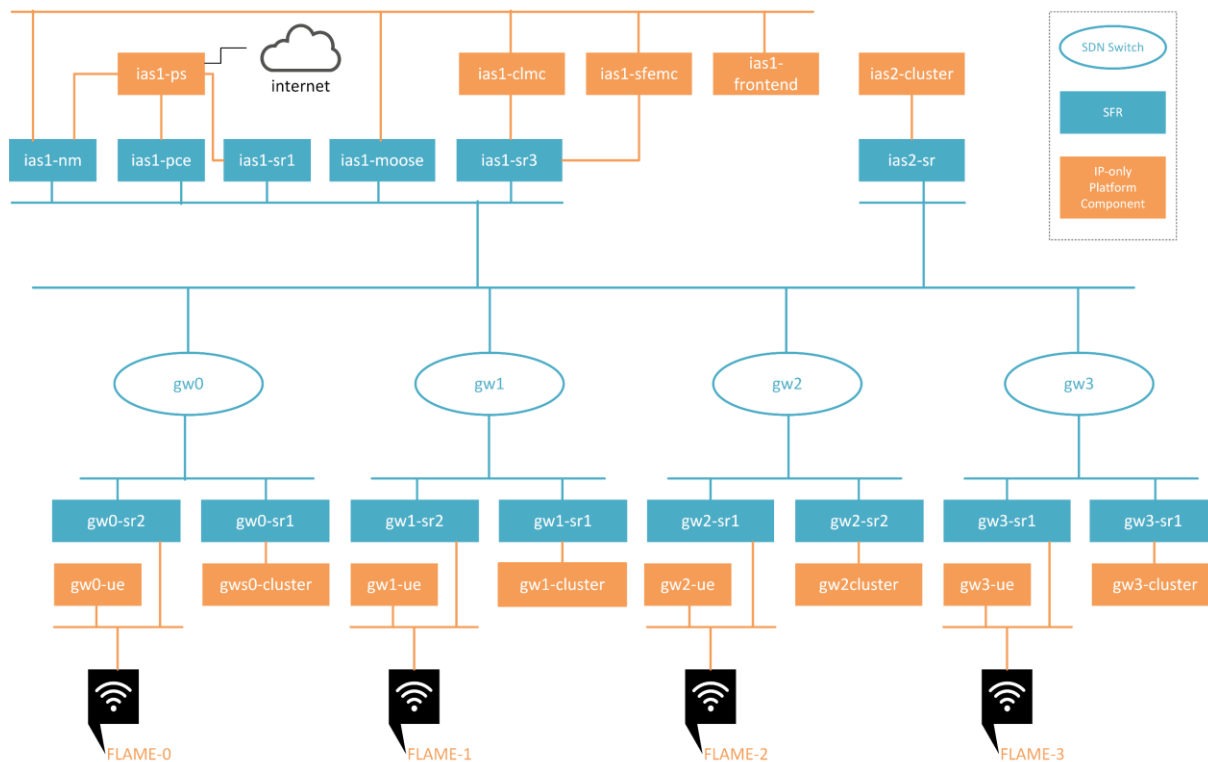 ias1-ps
internet
ias1-clmc
ias1-sfemc
ias1-
frontend
ias2-cluster
SDN Switch
SFR
IP-only
Platform
Component
ias1-nm
ias1-pce
ias1-sr1
ias1-moose
ias1-sr3
ias2-sr
gw0
gw1
gw2
gw3
gw0-sr2
gw0-sr1
gw1-sr2
gw1-sr1
gw2-sr1
gw2-sr2
gw3-sr1
gw3-sr1
gw0-ue
gws0-cluster
gw1-ue
gw1-cluster
gw2-ue
gw2cluster
gw3-ue
gw3-cluster
FLAME-0
FLAME-1
FLAME-2
FLAME-3